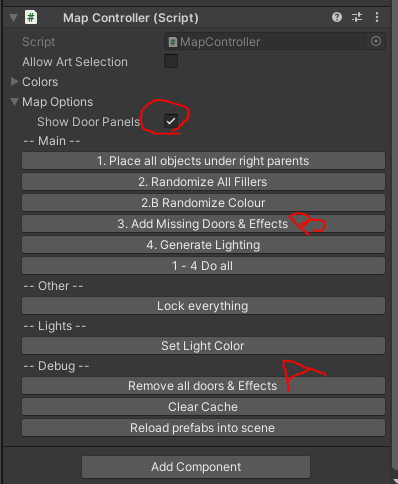 Map Controller (Script)
Script MapController
Allow Art Selection
Colors
Map Options
Show Door Panels
-- Main --
1. Place all objects under right parents
2. Randomize All Fillers
2.B Randomize Colour
3. Add Missing Doors & Effects B
4. Generate Lighting
1 - 4 Do all
-- Other --
Lock everything
-- Lights --
Set Light Color
-- Debug --
Remove all doors & Effects A
Clear Cache
Reload prefabs into scene
Add Component